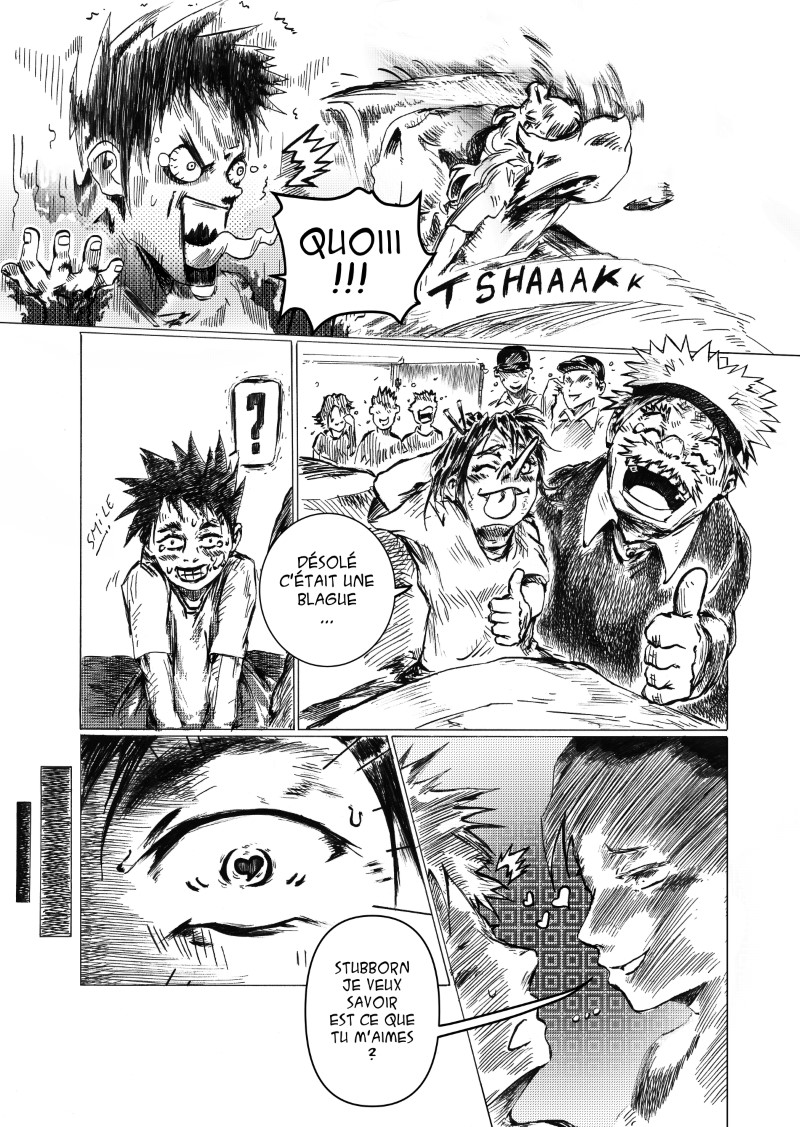 QUOIII
!!!
TSHAAAKK
?
SMILE
DÉSOLÉ
C'ÉTAIT UNE
BLAGUE
...
STUBBORN
JE VEUX
SAVOIR
EST CE QUE
TU M'AIMES
?